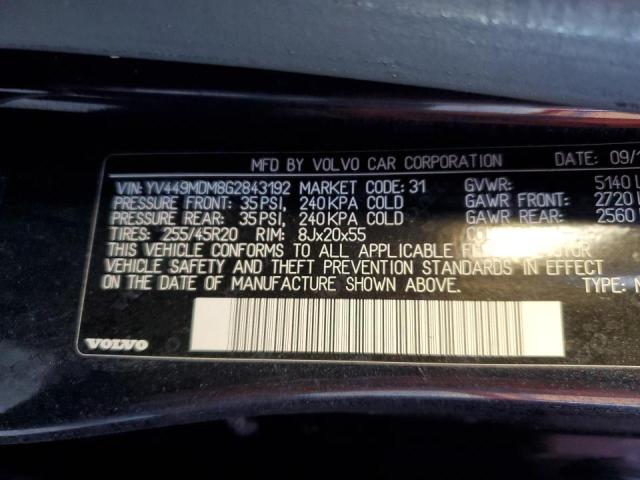 MFD BY VOLVO CAR CORPORATION DATE: 09/1
VIN: YV449MDM8G2843192 MARKET CODE: 31 GVWR: 5140 L
PRESSURE FRONT: 35 PSI, 240 KPA COLD GAWR FRONT: 2720
PRESSURE REAR: 35 PSI, 240 KPA COLD GAWR REAR: 2560
TIRES: 255/45R20 RIM: 8Jx20x55
THIS VEHICLE CONFORMS TO ALL APPLICABLE MOTOR
VEHICLE SAFETY AND THEFT PREVENTION STANDARDS IN EFFECT
ON THE DATE OF MANUFACTURE SHOWN ABOVE. TYPE:
VOLVO